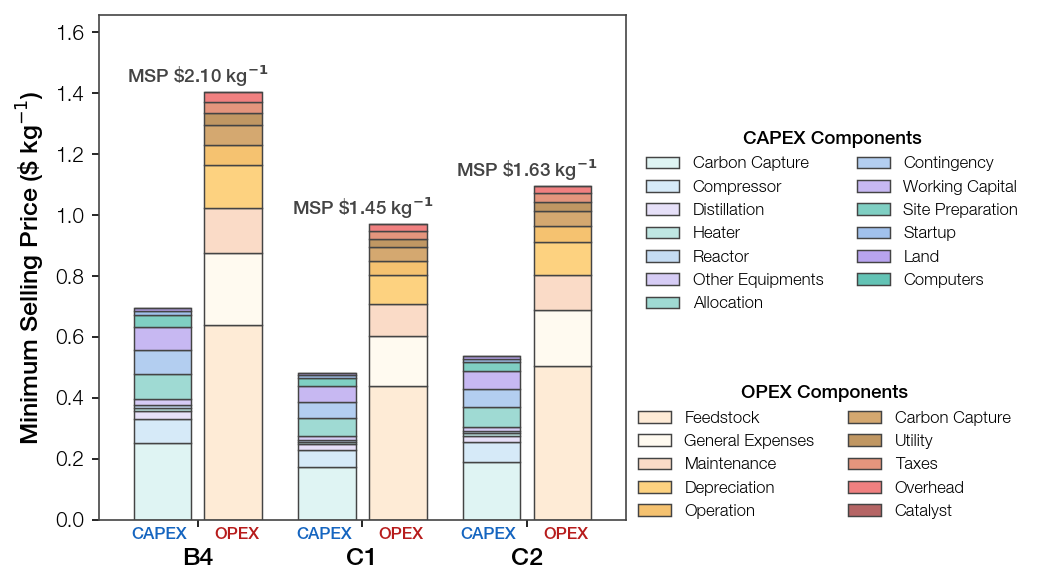 Minimum Selling Price ($ kg⁻¹)
1.6
1.4
1.2
1.0
0.8
0.6
0.4
0.2
0.0
MSP $2.10 kg⁻¹
MSP $1.45 kg⁻¹
MSP $1.63 kg⁻¹
CAPEX OPEX CAPEX OPEX CAPEX OPEX
B4 C1 C2
CAPEX Components
Carbon Capture
Compressor
Distillation
Heater
Reactor
Other Equipments
Allocation
Contingency
Working Capital
Site Preparation
Startup
Land
Computers
OPEX Components
Feedstock
General Expenses
Maintenance
Depreciation
Operation
Carbon Capture
Utility
Taxes
Overhead
Catalyst